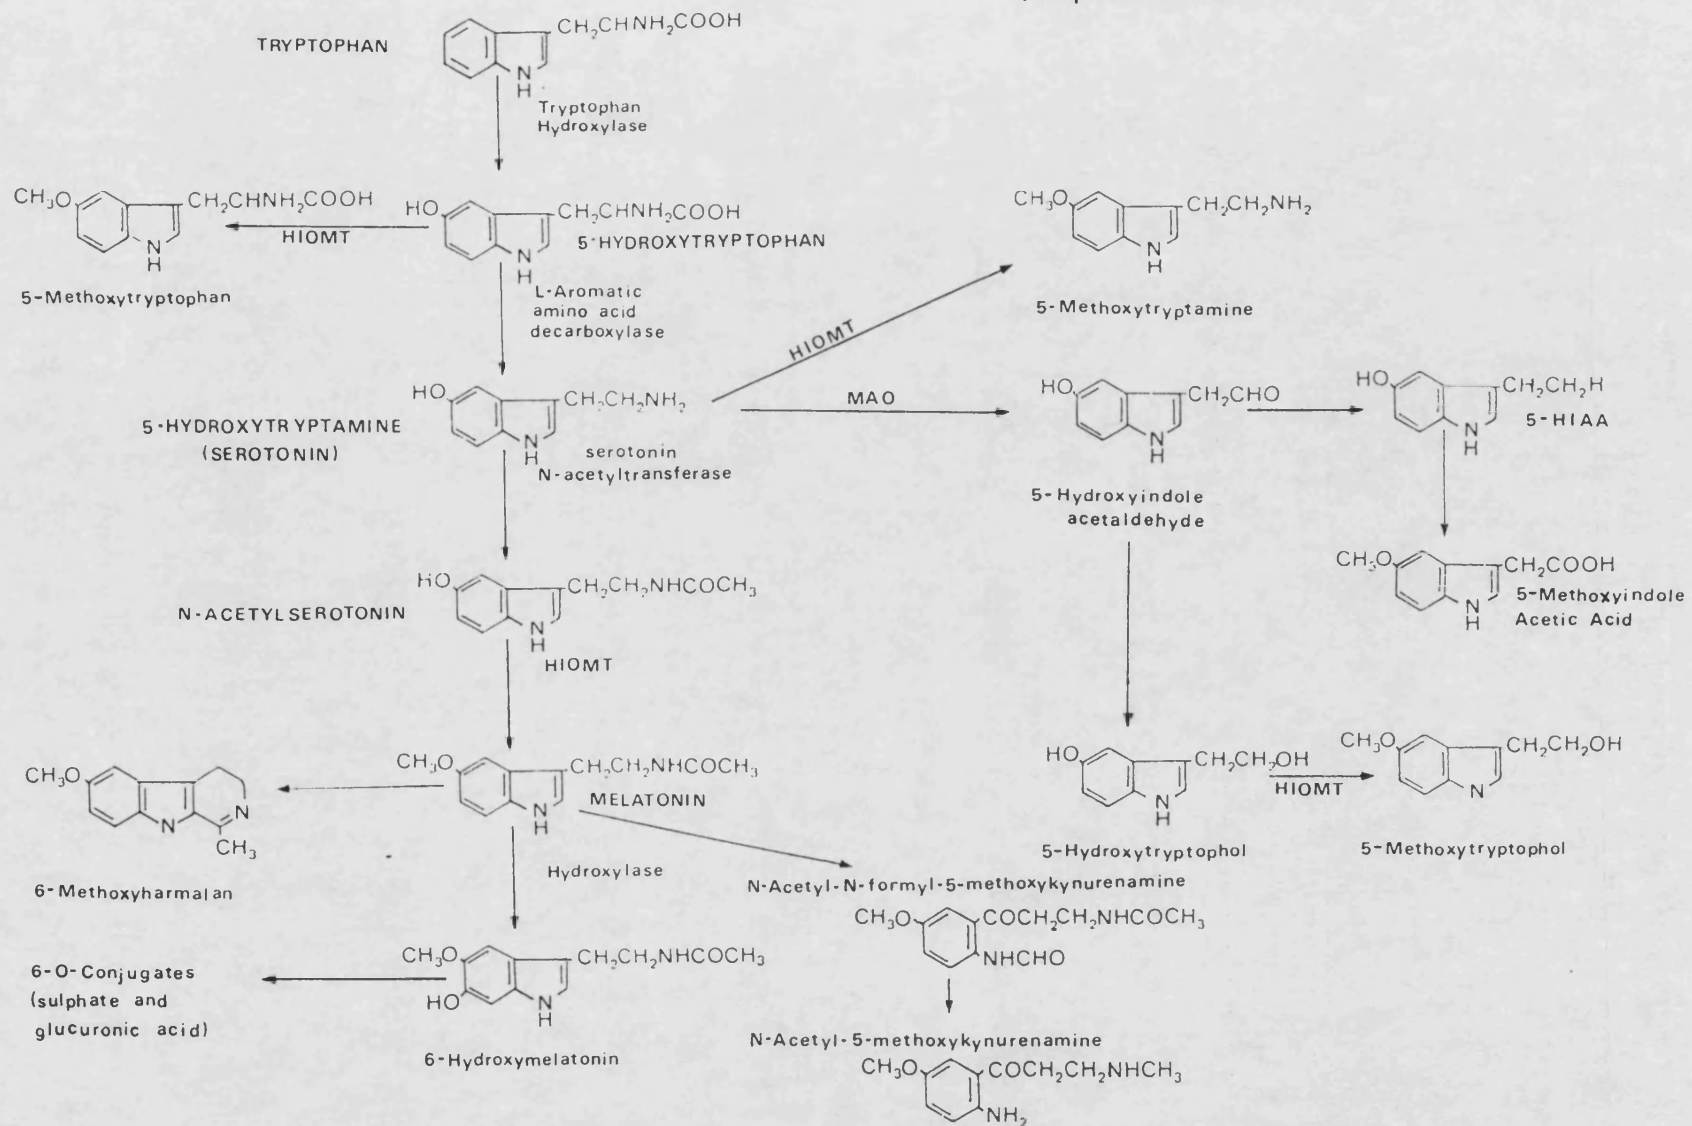 TRYPTOPHAN
CH₂CHNH₂COOH
N
H
Tryptophan
Hydroxylase
CH₃O
CH₂CHNH₂COOH
N
H
5-Methoxytryptophan
HIOMT
HO
CH₂CHNH₂COOH
N
H
5-HYDROXYTRYPTOPHAN
L-Aromatic
amino acid
decarboxylase
CH₃O
CH₂CH₂NH₂
N
H
5-Methoxytryptamine
HIOMT
5-HYDROXYTRYPTAMINE
(SEROTONIN)
HO
CH₂CH₂NH₂
N
H
serotonin
N-acetyltransferase
MAO
HO
CH₂CHO
N
H
5-Hydroxyindole
acetaldehyde
HO
CH₂CH₂H
N
H
5-HIAA
CH₃O
CH₂COOH
N
H
5-Methoxyindole
Acetic Acid
N-ACETYLSEROTONIN
HO
CH₂CH₂NHCOCH₃
N
H
HIOMT
CH₃O
N
N
CH₃
6-Methoxyharmalan
CH₃O
CH₂CH₂NHCOCH₃
N
H
MELATONIN
Hydroxylase
HO
CH₂CH₂OH
N
H
5-Hydroxytryptophol
HIOMT
CH₃O
CH₂CH₂OH
N
5-Methoxytryptophol
N-Acetyl-N-formyl-5-methoxykynurenamine
CH₃O
COCH₂CH₂NHCOCH₃
NHCHO
6-O-Conjugates
(sulphate and
glucuronic acid)
CH₃O
CH₂CH₂NHCOCH₃
HO
N
H
6-Hydroxymelatonin
N-Acetyl-5-methoxykynurenamine
CH₃O
COCH₂CH₂NHCH₃
NH₂